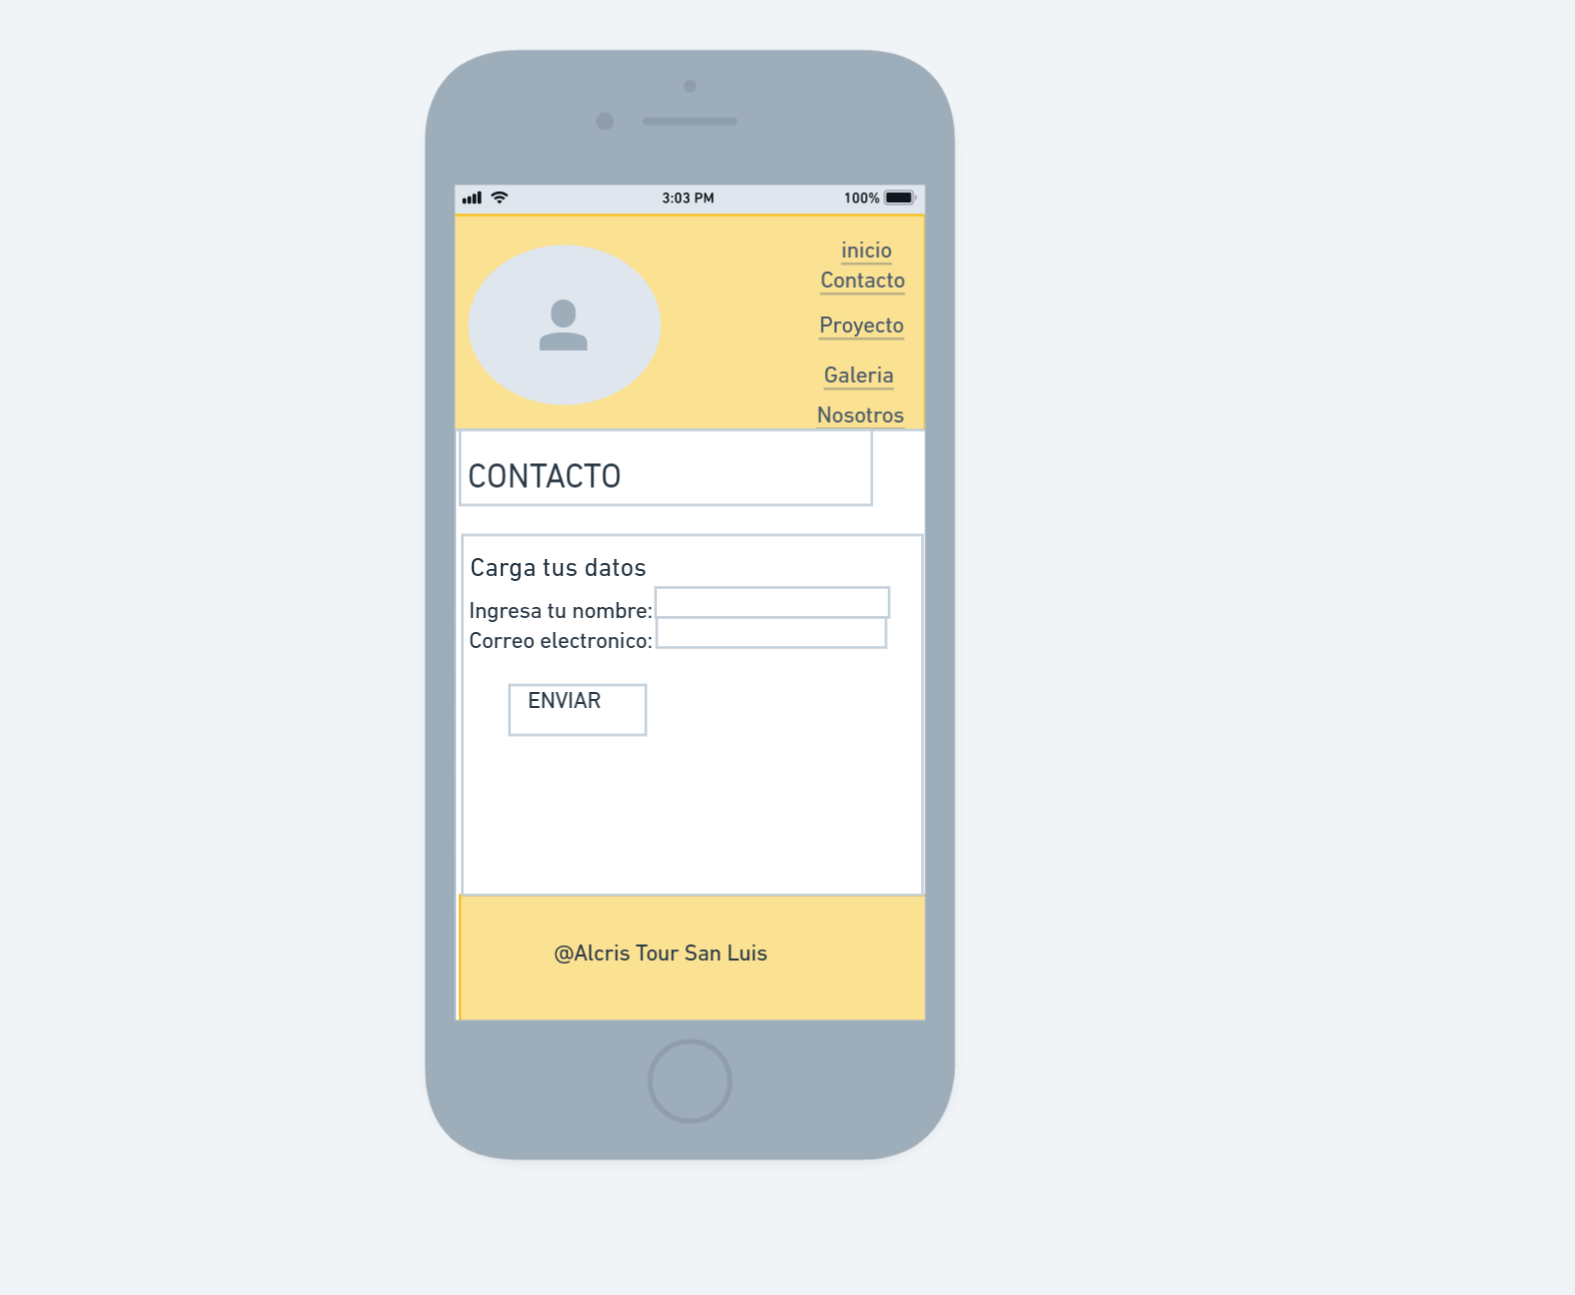 3:03 PM 100%
inicio
Contacto
Proyecto
Galeria
Nosotros
CONTACTO
Carga tus datos
Ingresa tu nombre:
Correo electronico:
ENVIAR
@Alcris Tour San Luis